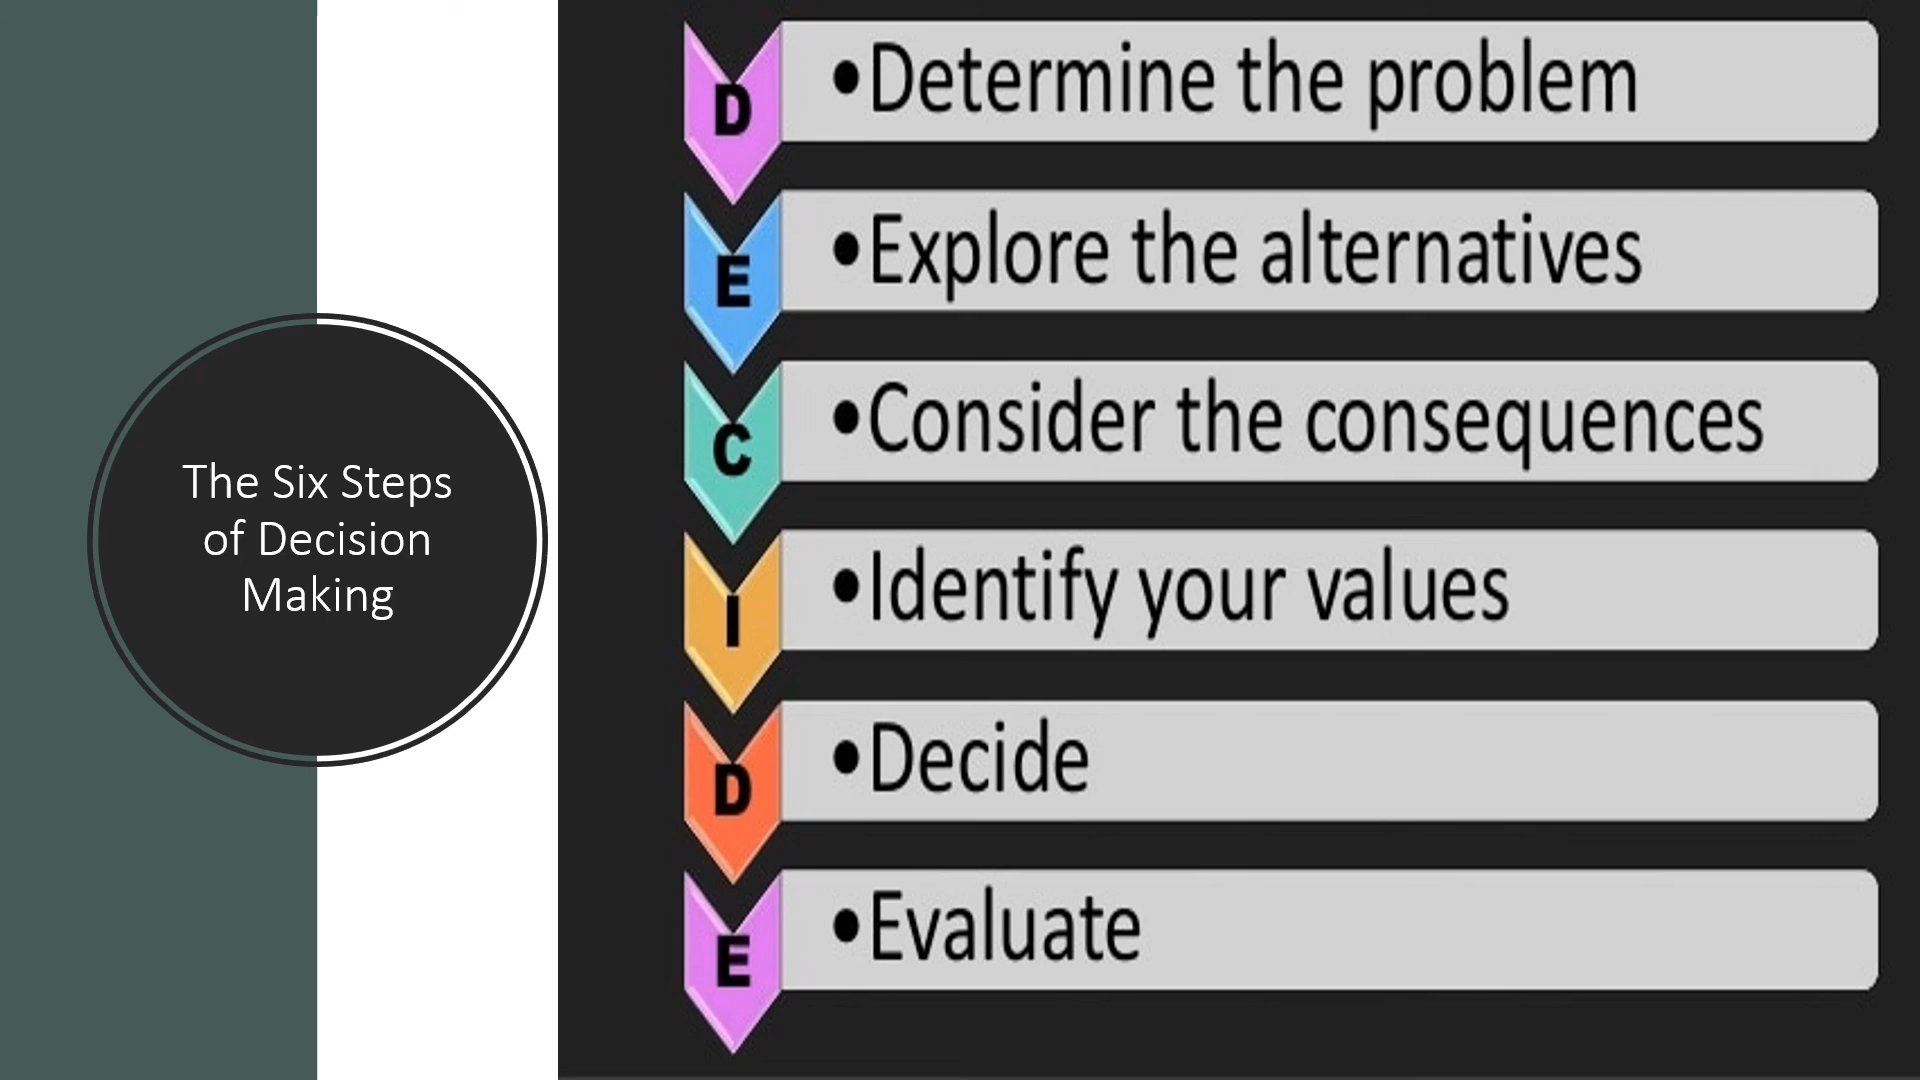 The Six Steps
of Decision
Making
D
•Determine the problem
E
•Explore the alternatives
C
•Consider the consequences
I
•Identify your values
D
•Decide
E
•Evaluate